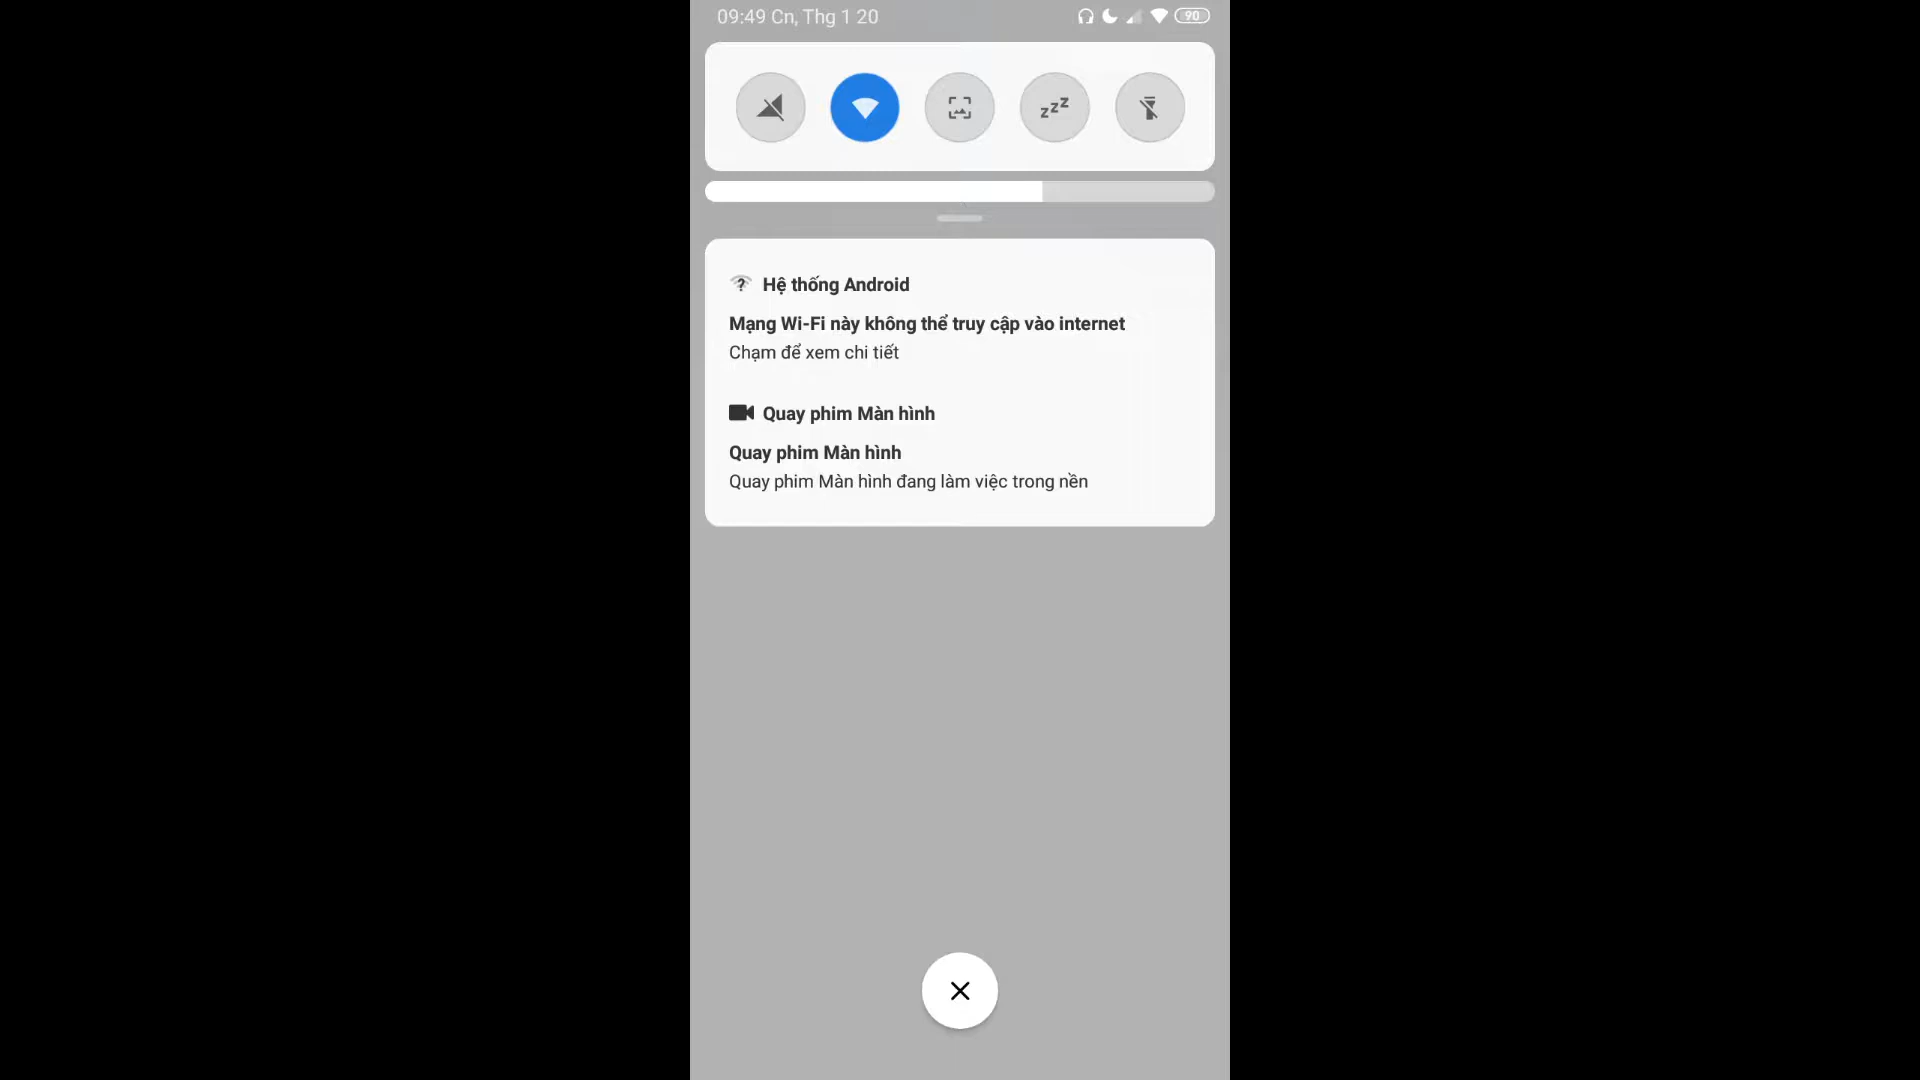 09:49 Cn, Thg 1 20
90
zzz
Hệ thống Android
Mạng Wi-Fi này không thể truy cập vào internet
Chạm để xem chi tiết
Quay phim Màn hình
Quay phim Màn hình
Quay phim Màn hình đang làm việc trong nền